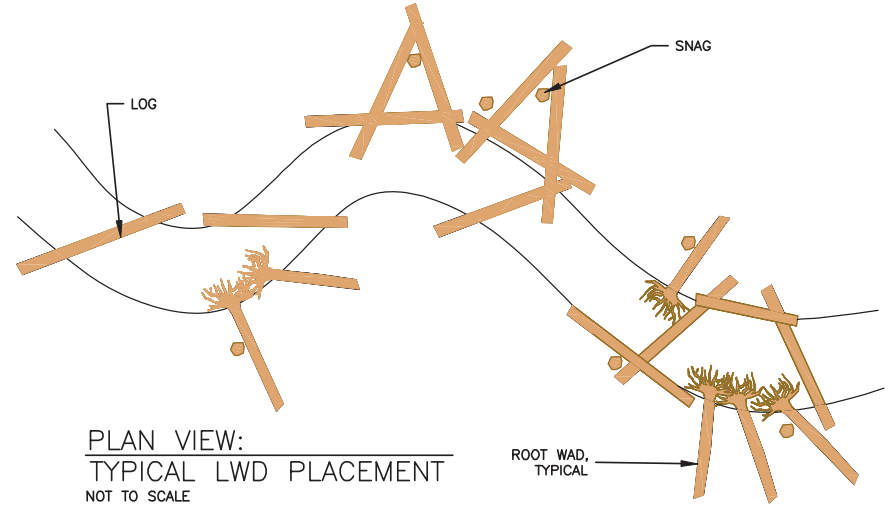 SNAG
LOG
PLAN VIEW:
TYPICAL LWD PLACEMENT
NOT TO SCALE
ROOT WAD,
TYPICAL